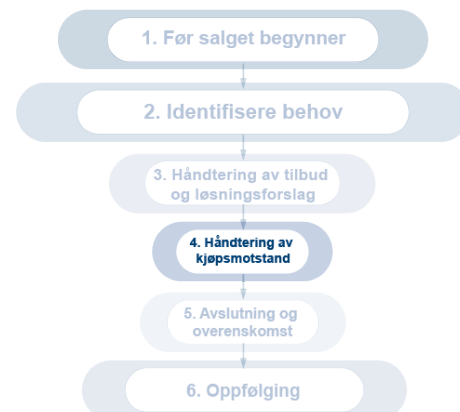 1. Før salget begynner
2. Identifisere behov
3. Håndtering av tilbud
og løsningsforslag
4. Håndtering av
kjøpsmotstand
5. Avslutning og
overenskomst
6. Oppfølging